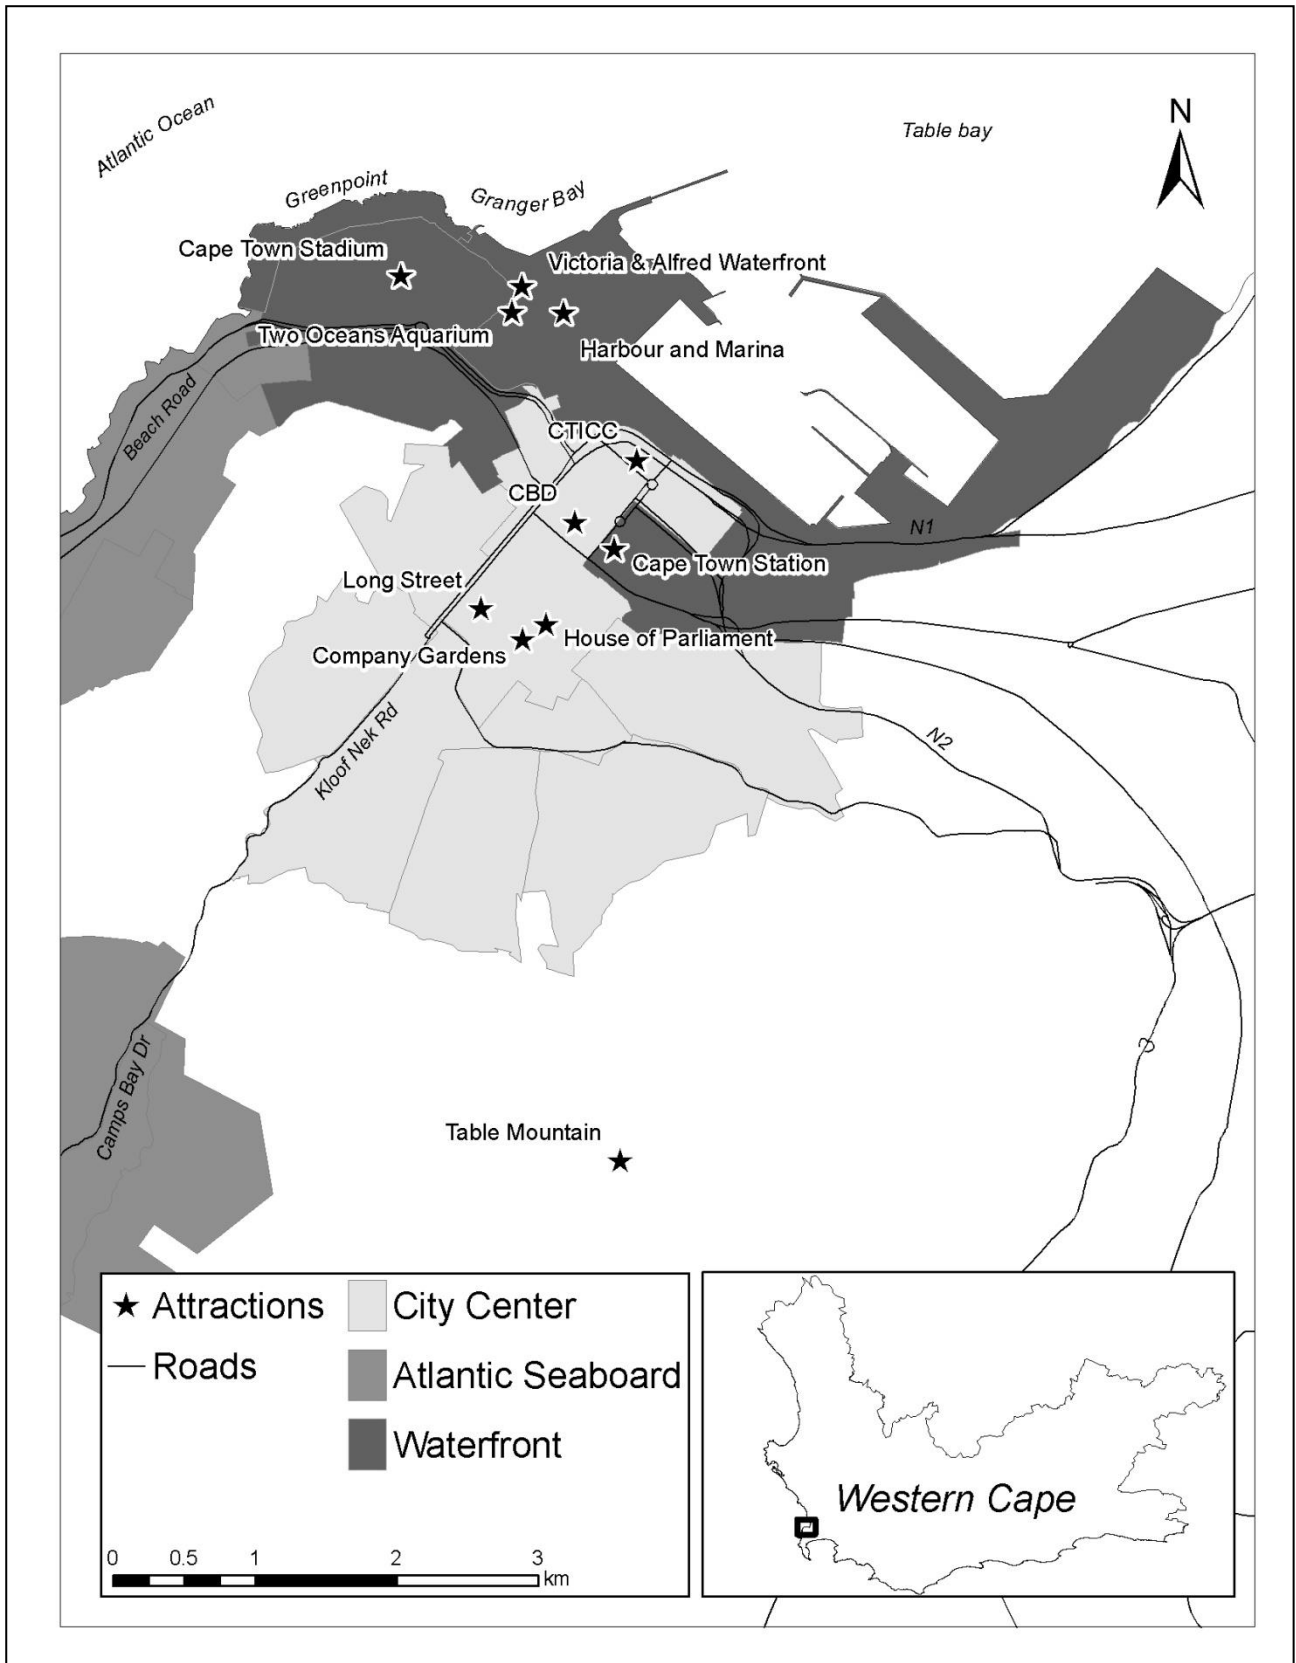 Atlantic Ocean
Table bay
N
Greenpoint
Granger Bay
Cape Town Stadium
Victoria & Alfred Waterfront
Two Oceans Aquarium
Harbour and Marina
Beach Road
CTICC
CBD
N1
Cape Town Station
Long Street
House of Parliament
Company Gardens
Kloof Nek Rd
N2
Camps Bay Dr
Table Mountain
Attractions
Roads
City Center
Atlantic Seaboard
Waterfront
0 0.5 1 2 3
km
Western Cape